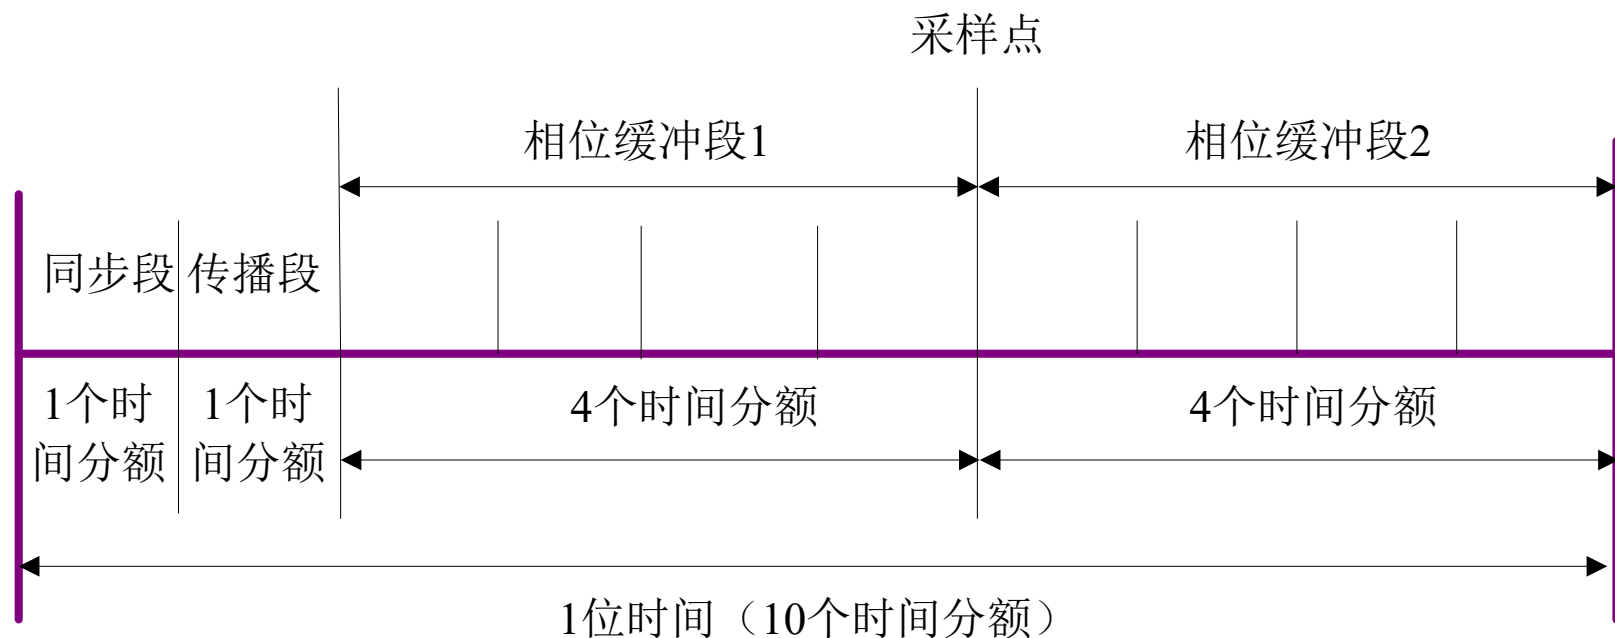 采样点
相位缓冲段1
相位缓冲段2
同步段
传播段
1个时
间分额
1个时
间分额
4个时间分额
4个时间分额
1位时间（10个时间分额）